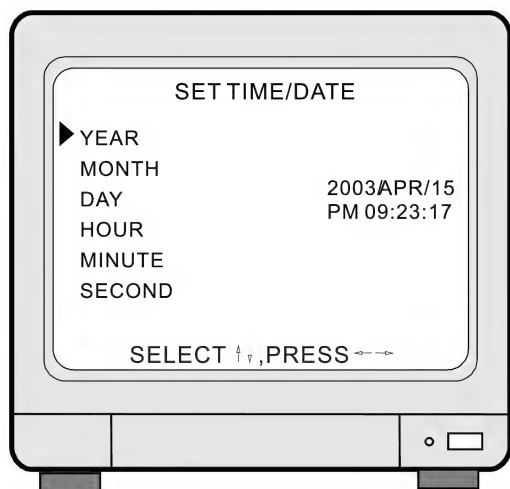 SET TIME/DATE
YEAR
MONTH
DAY
HOUR
MINUTE
SECOND
2003/APR/15
PM 09:23:17
SELECT ↑↓,PRESS ←→